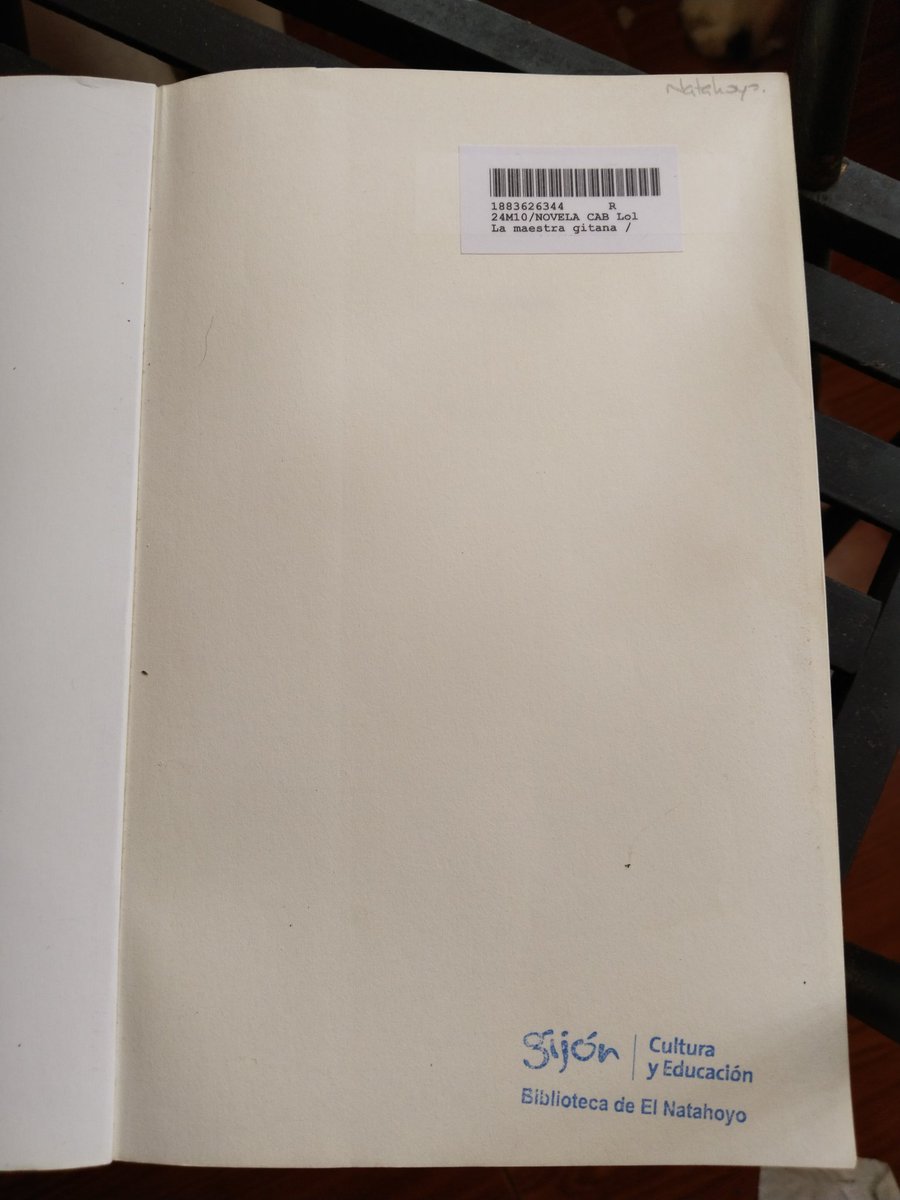 Natahoyo.
1883626344 R
24M10/NOVELA CAB Lol
La maestra gitana /
gijón
Cultura
y Educación
Biblioteca de El Natahoyo